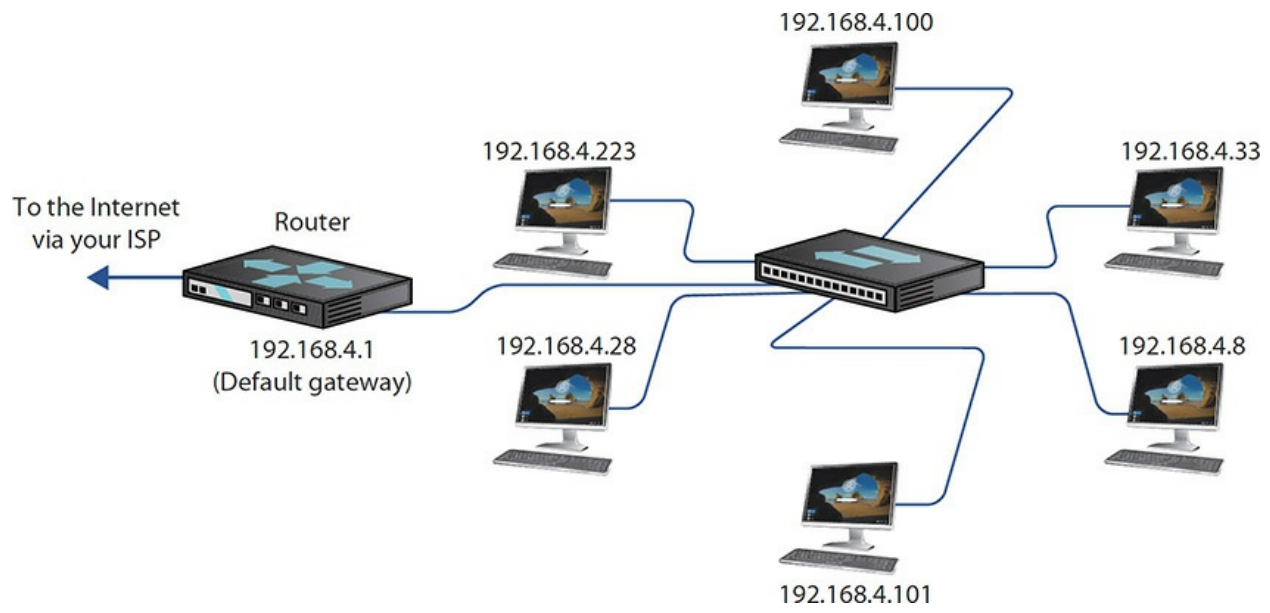 192.168.4.100
192.168.4.223
192.168.4.33
To the Internet
via your ISP
Router
192.168.4.1
(Default gateway)
192.168.4.28
192.168.4.8
192.168.4.101